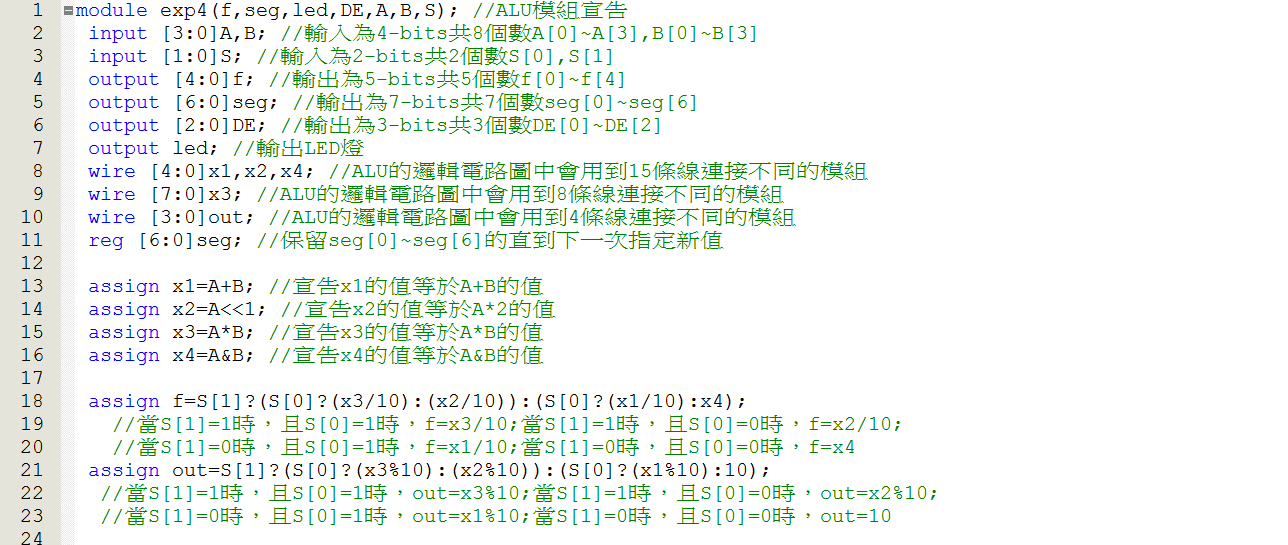 1 module exp4(f,seg,led,DE,A,B,S); //ALU模組宣告
2 input [3:0]A,B; //輸入為4-bits共8個數A[0]~A[3],B[0]~B[3]
3 input [1:0]S; //輸入為2-bits共2個數S[0],S[1]
4 output [4:0]f; //輸出為5-bits共5個數f[0]~f[4]
5 output [6:0]seg; //輸出為7-bits共7個數seg[0]~seg[6]
6 output [2:0]DE; //輸出為3-bits共3個數DE[0]~DE[2]
7 output led; //輸出LED燈
8 wire [4:0]x1,x2,x4; //ALU的邏輯電路圖中會用到15條線連接不同的模組
9 wire [7:0]x3; //ALU的邏輯電路圖中會用到8條線連接不同的模組
10 wire [3:0]out; //ALU的邏輯電路圖中會用到4條線連接不同的模組
11 reg [6:0]seg; //保留seg[0]~seg[6]的直到下一次指定新值
12
13 assign x1=A+B; //宣告x1的值等於A+B的值
14 assign x2=A<<1; //宣告x2的值等於A*2的值
15 assign x3=A*B; //宣告x3的值等於A*B的值
16 assign x4=A&B; //宣告x4的值等於A&B的值
17
18 assign f=S[1]?(S[0]?(x3/10):(x2/10)):(S[0]?(x1/10):x4);
19 //當S[1]=1時，且S[0]=1時，f=x3/10;當S[1]=1時，且S[0]=0時，f=x2/10;
20 //當S[1]=0時，且S[0]=1時，f=x1/10;當S[1]=0時，且S[0]=0時，f=x4
21 assign out=S[1]?(S[0]?(x3%10):(x2%10)):(S[0]?(x1%10):10);
22 //當S[1]=1時，且S[0]=1時，out=x3%10;當S[1]=1時，且S[0]=0時，out=x2%10;
23 //當S[1]=0時，且S[0]=1時，out=x1%10;當S[1]=0時，且S[0]=0時，out=10
24